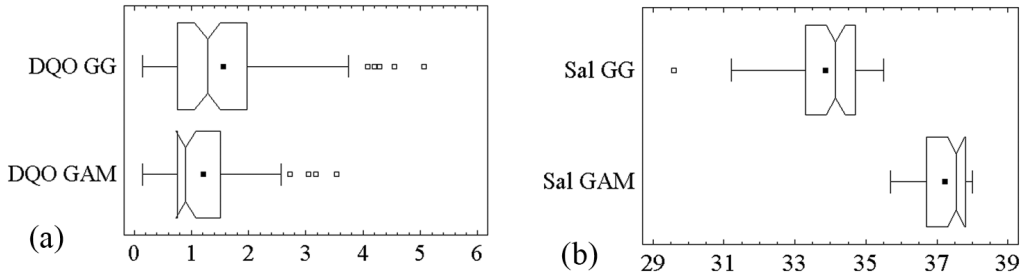 DQO GG
DQO GAM
0 1 2 3 4 5 6
(a)
Sal GG
Sal GAM
29 31 33 35 37 39
(b)